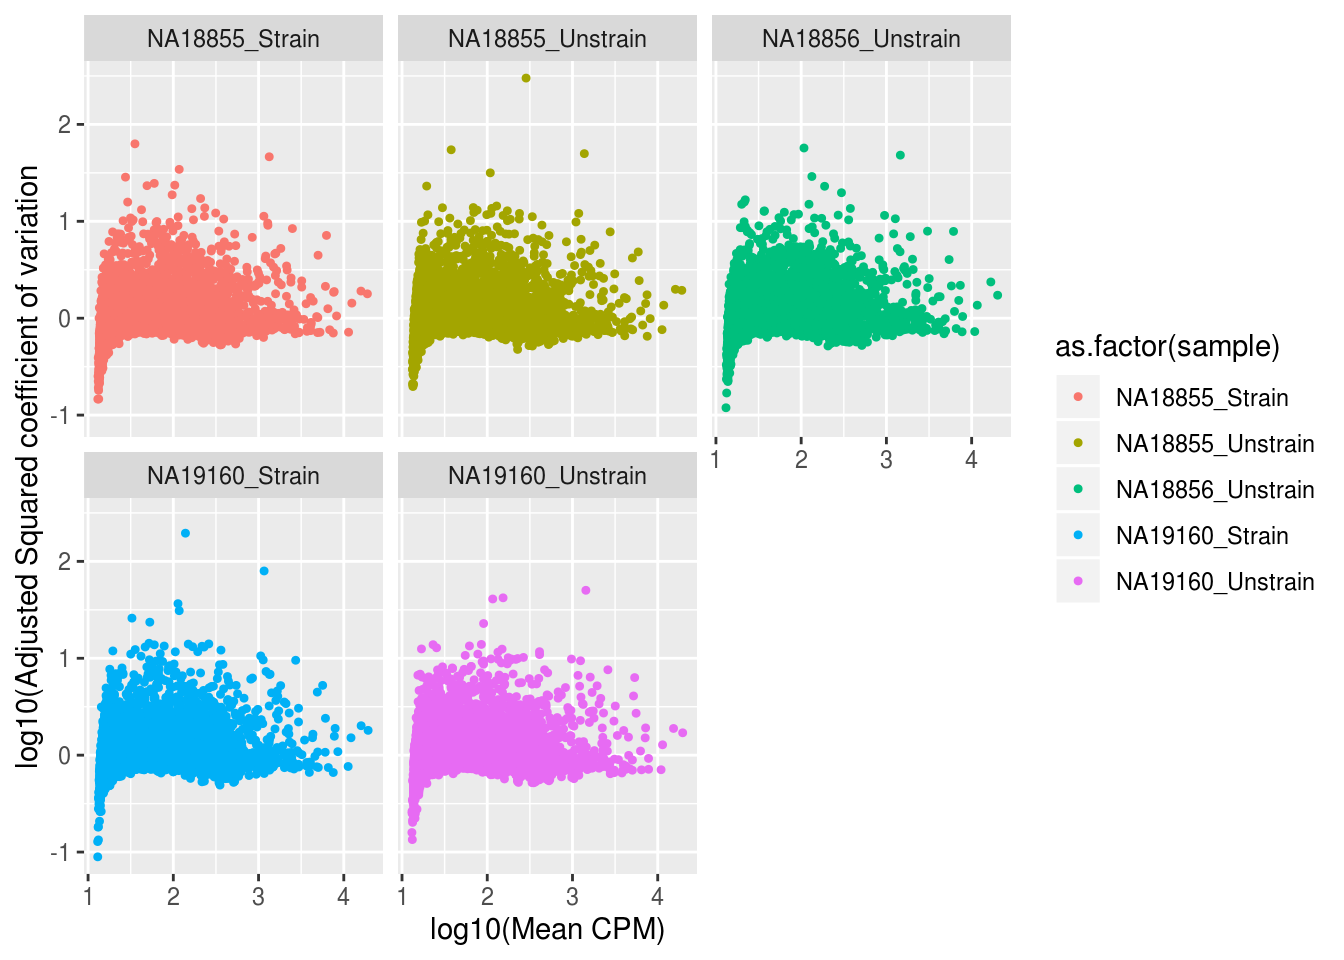 NA18855_Strain
NA18855_Unstrain
NA18856_Unstrain
2
1
0
-1
1
2
3
4
NA19160_Strain
NA19160_Unstrain
2
1
0
-1
1
2
3
4
1
2
3
4
log10(Mean CPM)
log10(Adjusted Squared coefficient of variation
as.factor(sample)
NA18855_Strain
NA18855_Unstrain
NA18856_Unstrain
NA19160_Strain
NA19160_Unstrain